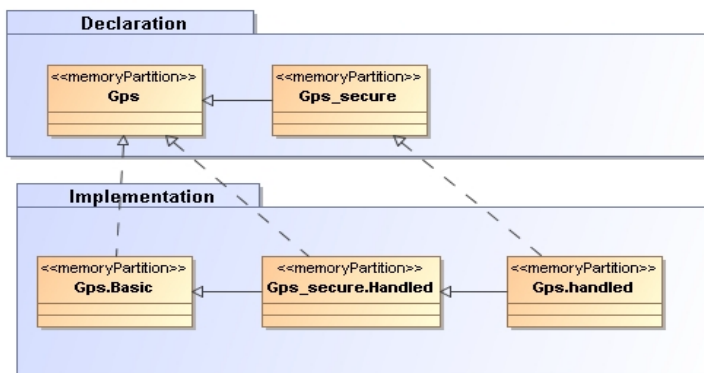 Declaration
<<memoryPartition>>
Gps
<<memoryPartition>>
Gps_secure
Implementation
<<memoryPartition>>
Gps.Basic
<<memoryPartition>>
Gps_secure.Handled
<<memoryPartition>>
Gps.handled